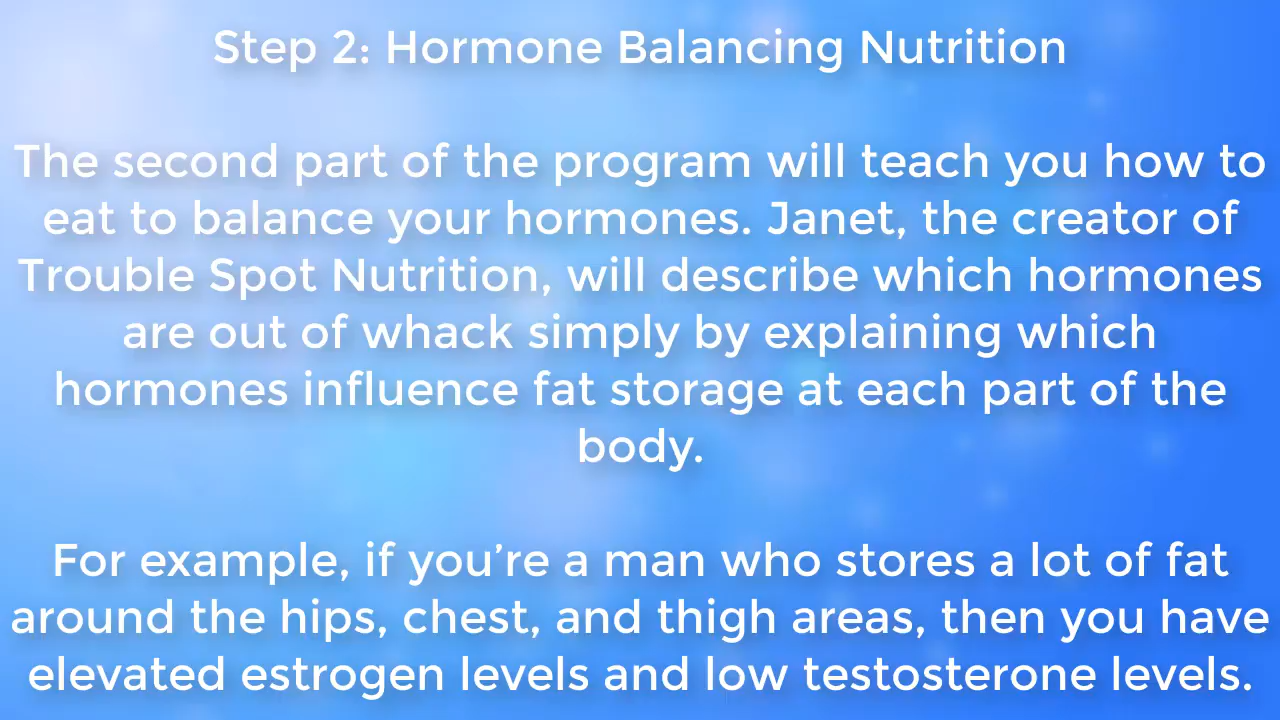 Step 2: Hormone Balancing Nutrition
The second part of the program will teach you how to
eat to balance your hormones. Janet, the creator of
Trouble Spot Nutrition, will describe which hormones
are out of whack simply by explaining which
hormones influence fat storage at each part of the
body.
For example, if you’re a man who stores a lot of fat
around the hips, chest, and thigh areas, then you have
elevated estrogen levels and low testosterone levels.